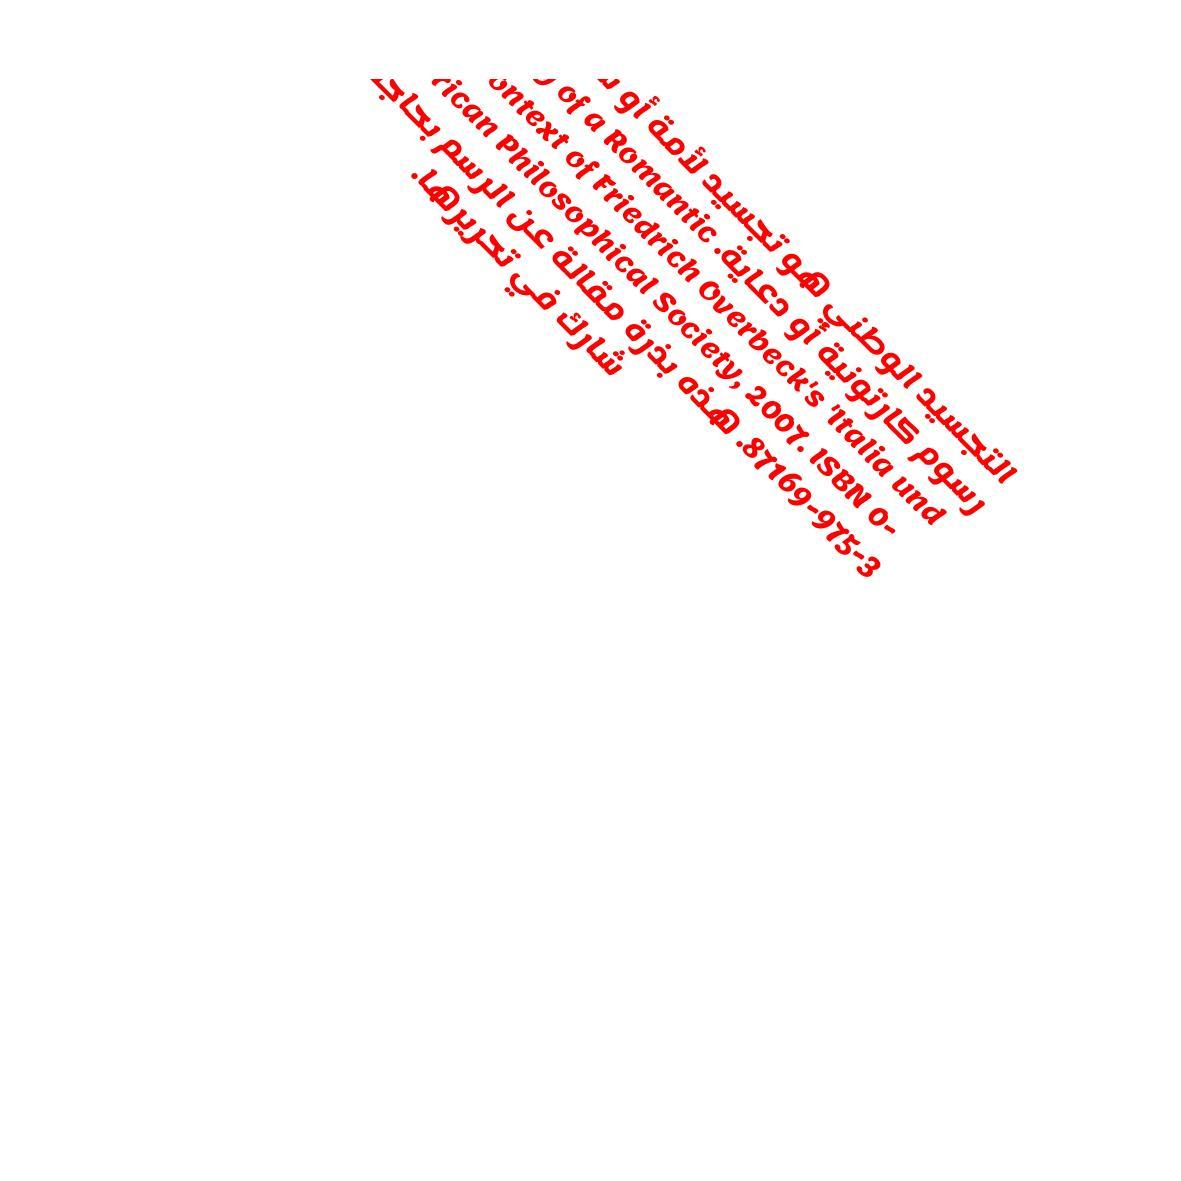 التجسيد الوطني هو تجسيد لأمة أو
رسوم كارتونية أو دعاية. of a Romantic
ontext of Friedrich Overbeck's 'Italia und
rican Philosophical Society, 2007. ISBN 0-
87169-975-3. هذه بذرة مقالة عن الرسم بحاجة
شارك في تحريرها.